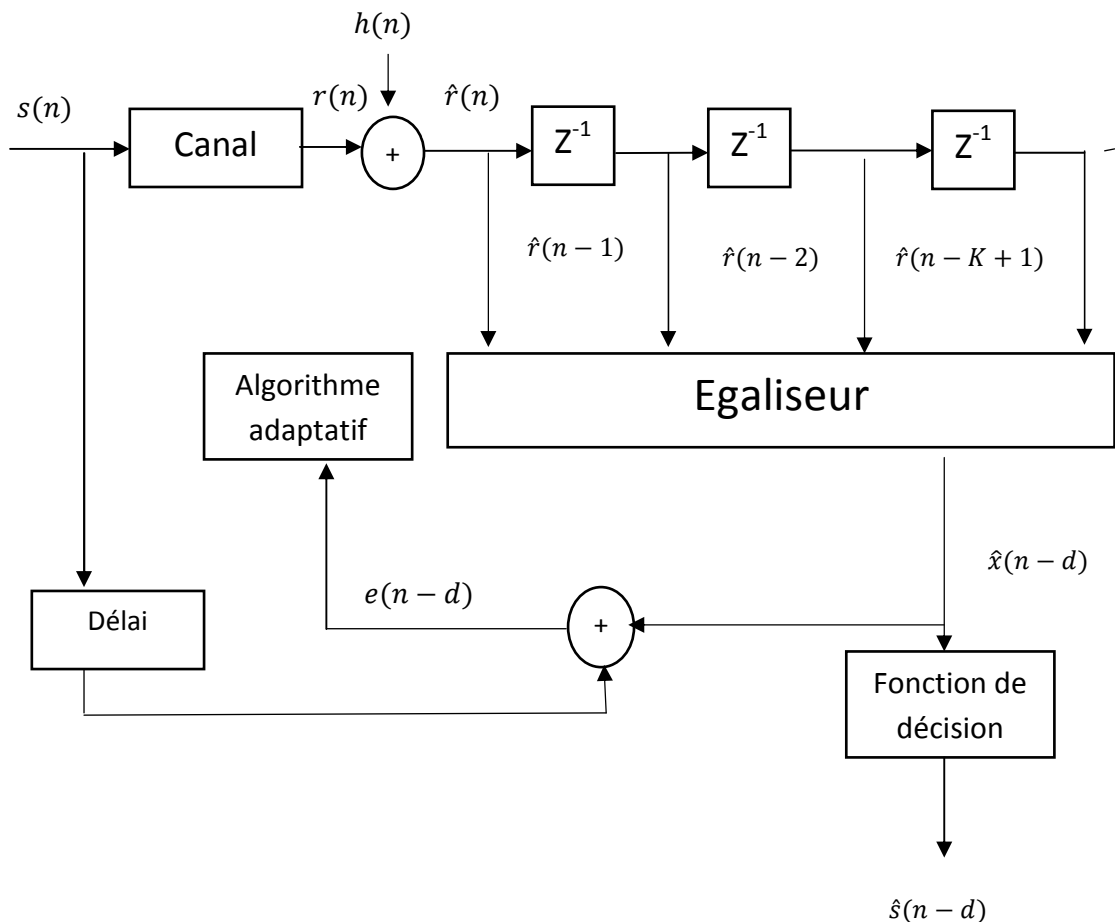 h(n)
s(n)
r(n)
r̂(n)
Canal
+
Z⁻¹
Z⁻¹
Z⁻¹
r̂(n − 1)
r̂(n − 2)
r̂(n − K + 1)
Algorithme
adaptatif
Egaliseur
x̂(n − d)
e(n − d)
Délai
+
Fonction de
décision
ŝ(n − d)